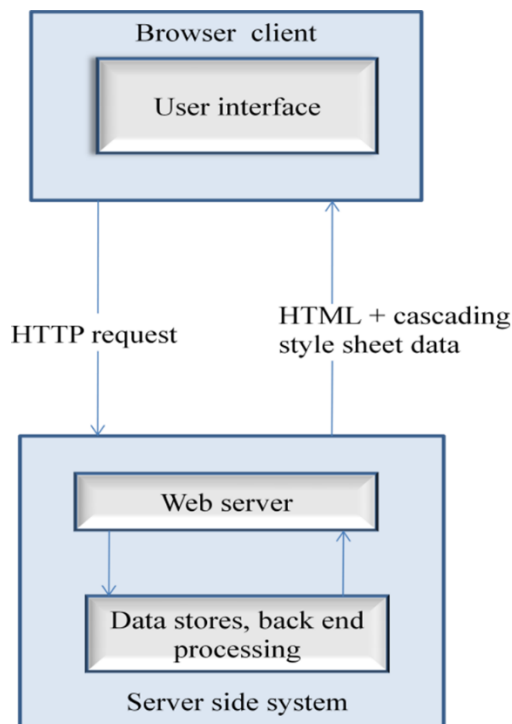 Browser client
User interface
HTTP request
HTML + cascading
style sheet data
Web server
Data stores, back end
processing
Server side system